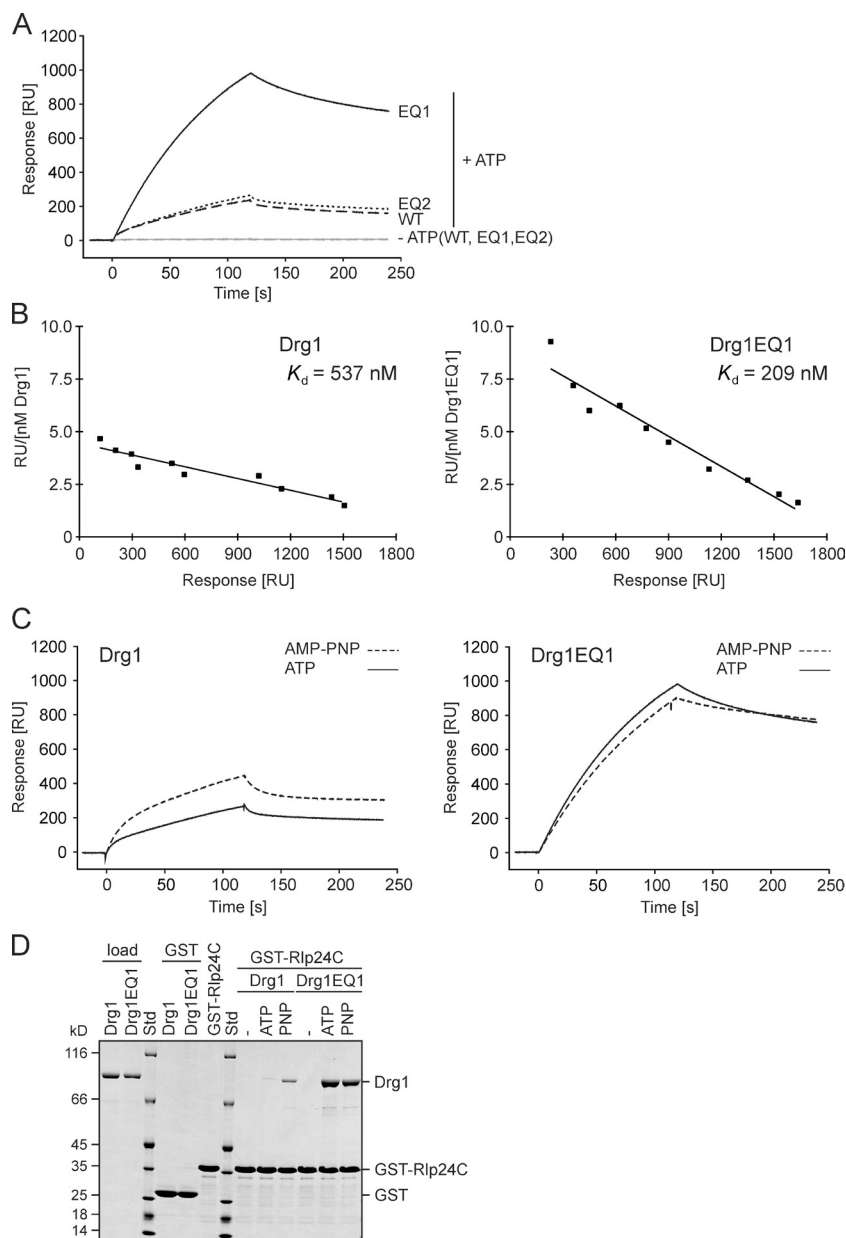 A
Response [RU]
1200
1000
800
600
400
200
0
EQ1
EQ2
WT
+ ATP
- ATP(WT, EQ1,EQ2)
0 50 100 150 200 250
Time [s]
B
RU/[nM Drg1]
10.0
7.5
5.0
2.5
0
Drg1
Kd = 537 nM
0 300 600 900 1200 1500 1800
Response [RU]
RU/[nM Drg1EQ1]
10.0
7.5
5.0
2.5
0
Drg1EQ1
Kd = 209 nM
0 300 600 900 1200 1500 1800
Response [RU]
C
Response [RU]
1200
1000
800
600
400
200
0
Drg1
AMP-PNP
ATP
0 50 100 150 200 250
Time [s]
Response [RU]
1200
1000
800
600
400
200
0
Drg1EQ1
AMP-PNP
ATP
0 50 100 150 200 250
Time [s]
D
load GST GST-Rlp24C GST-Rlp24C
Drg1 Drg1EQ1
Drg1 Drg1EQ1 Std Drg1 Drg1EQ1 Std - ATP PNP - ATP PNP
kD
116
66
45
35
25
18
14
Drg1
GST-Rlp24C
GST